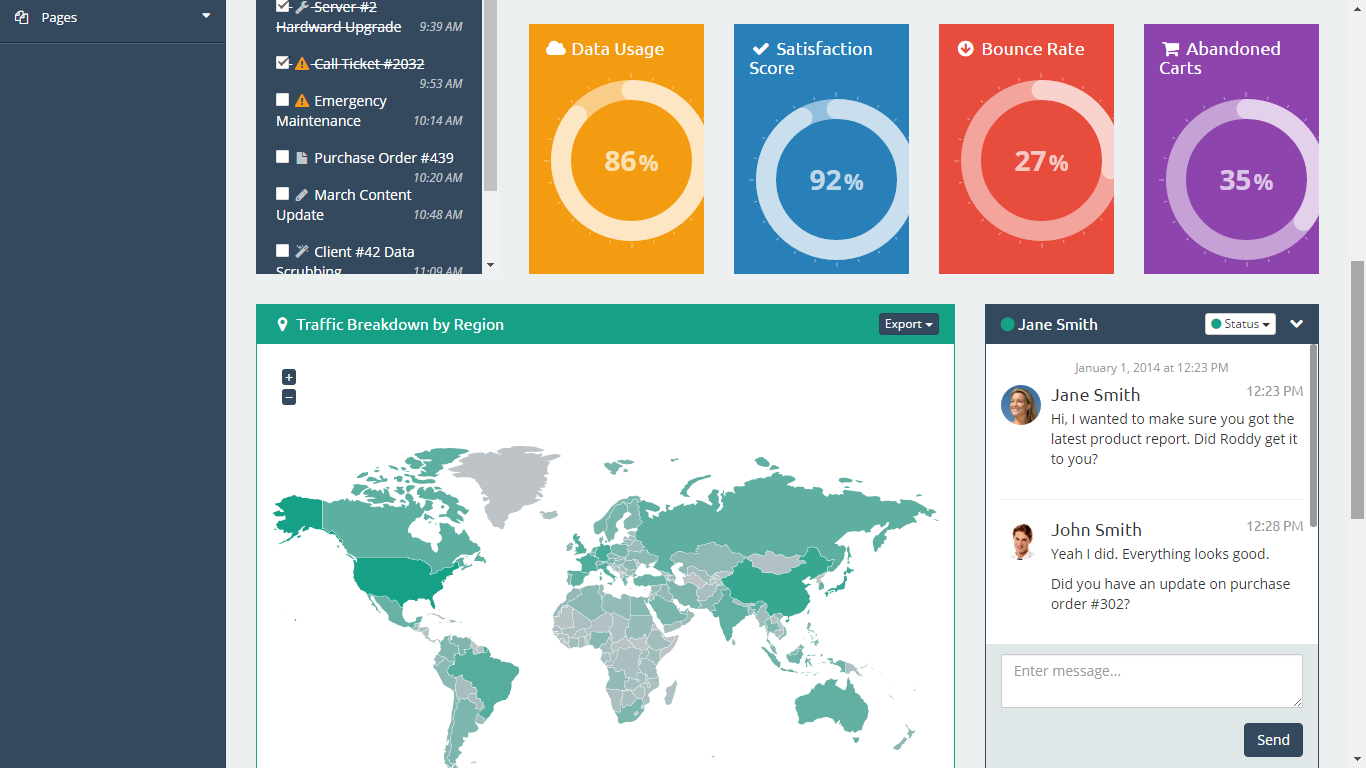 Pages
Server #2
Hardward Upgrade 9:39 AM
Call Ticket #2032
9:53 AM
Emergency
Maintenance 10:14 AM
Purchase Order #439
10:20 AM
March Content
Update 10:48 AM
Client #42 Data
Scrubbing 11:09 AM
Data Usage
86%
Satisfaction
Score
92%
Bounce Rate
27%
Abandoned
Carts
35%
Traffic Breakdown by Region
Export
+
−
Jane Smith
Status
January 1, 2014 at 12:23 PM
Jane Smith 12:23 PM
Hi, I wanted to make sure you got the
latest product report. Did Roddy get it
to you?
John Smith 12:28 PM
Yeah I did. Everything looks good.
Did you have an update on purchase
order #302?
Enter message...
Send